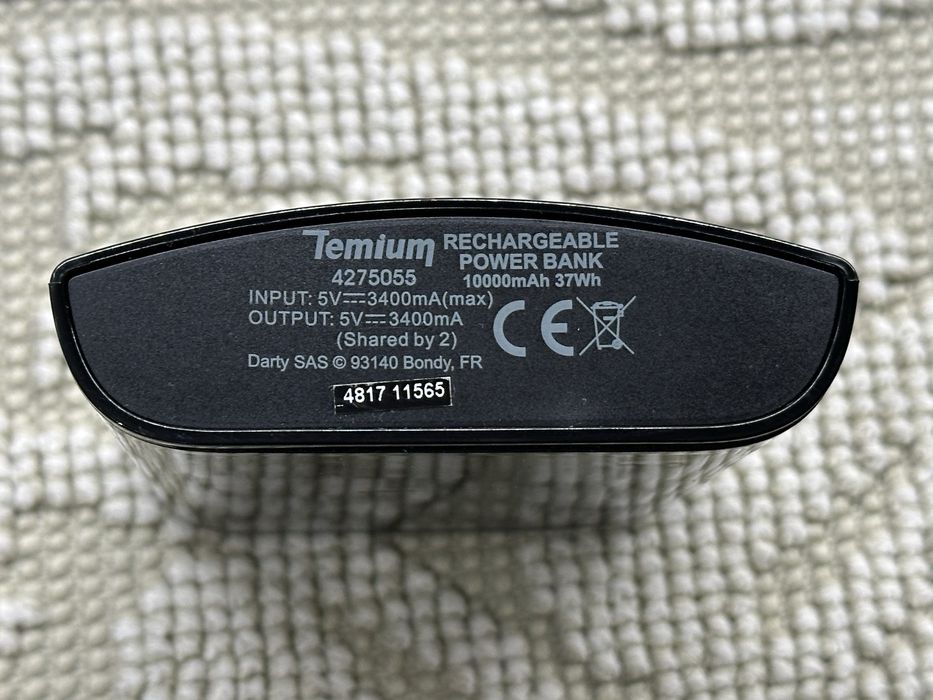 Temium RECHARGEABLE
POWER BANK
4275055 10000mAh 37Wh
INPUT: 5V⎓3400mA(max)
OUTPUT: 5V⎓3400mA
(Shared by 2)
CE
Darty SAS © 93140 Bondy, FR
4817 11565